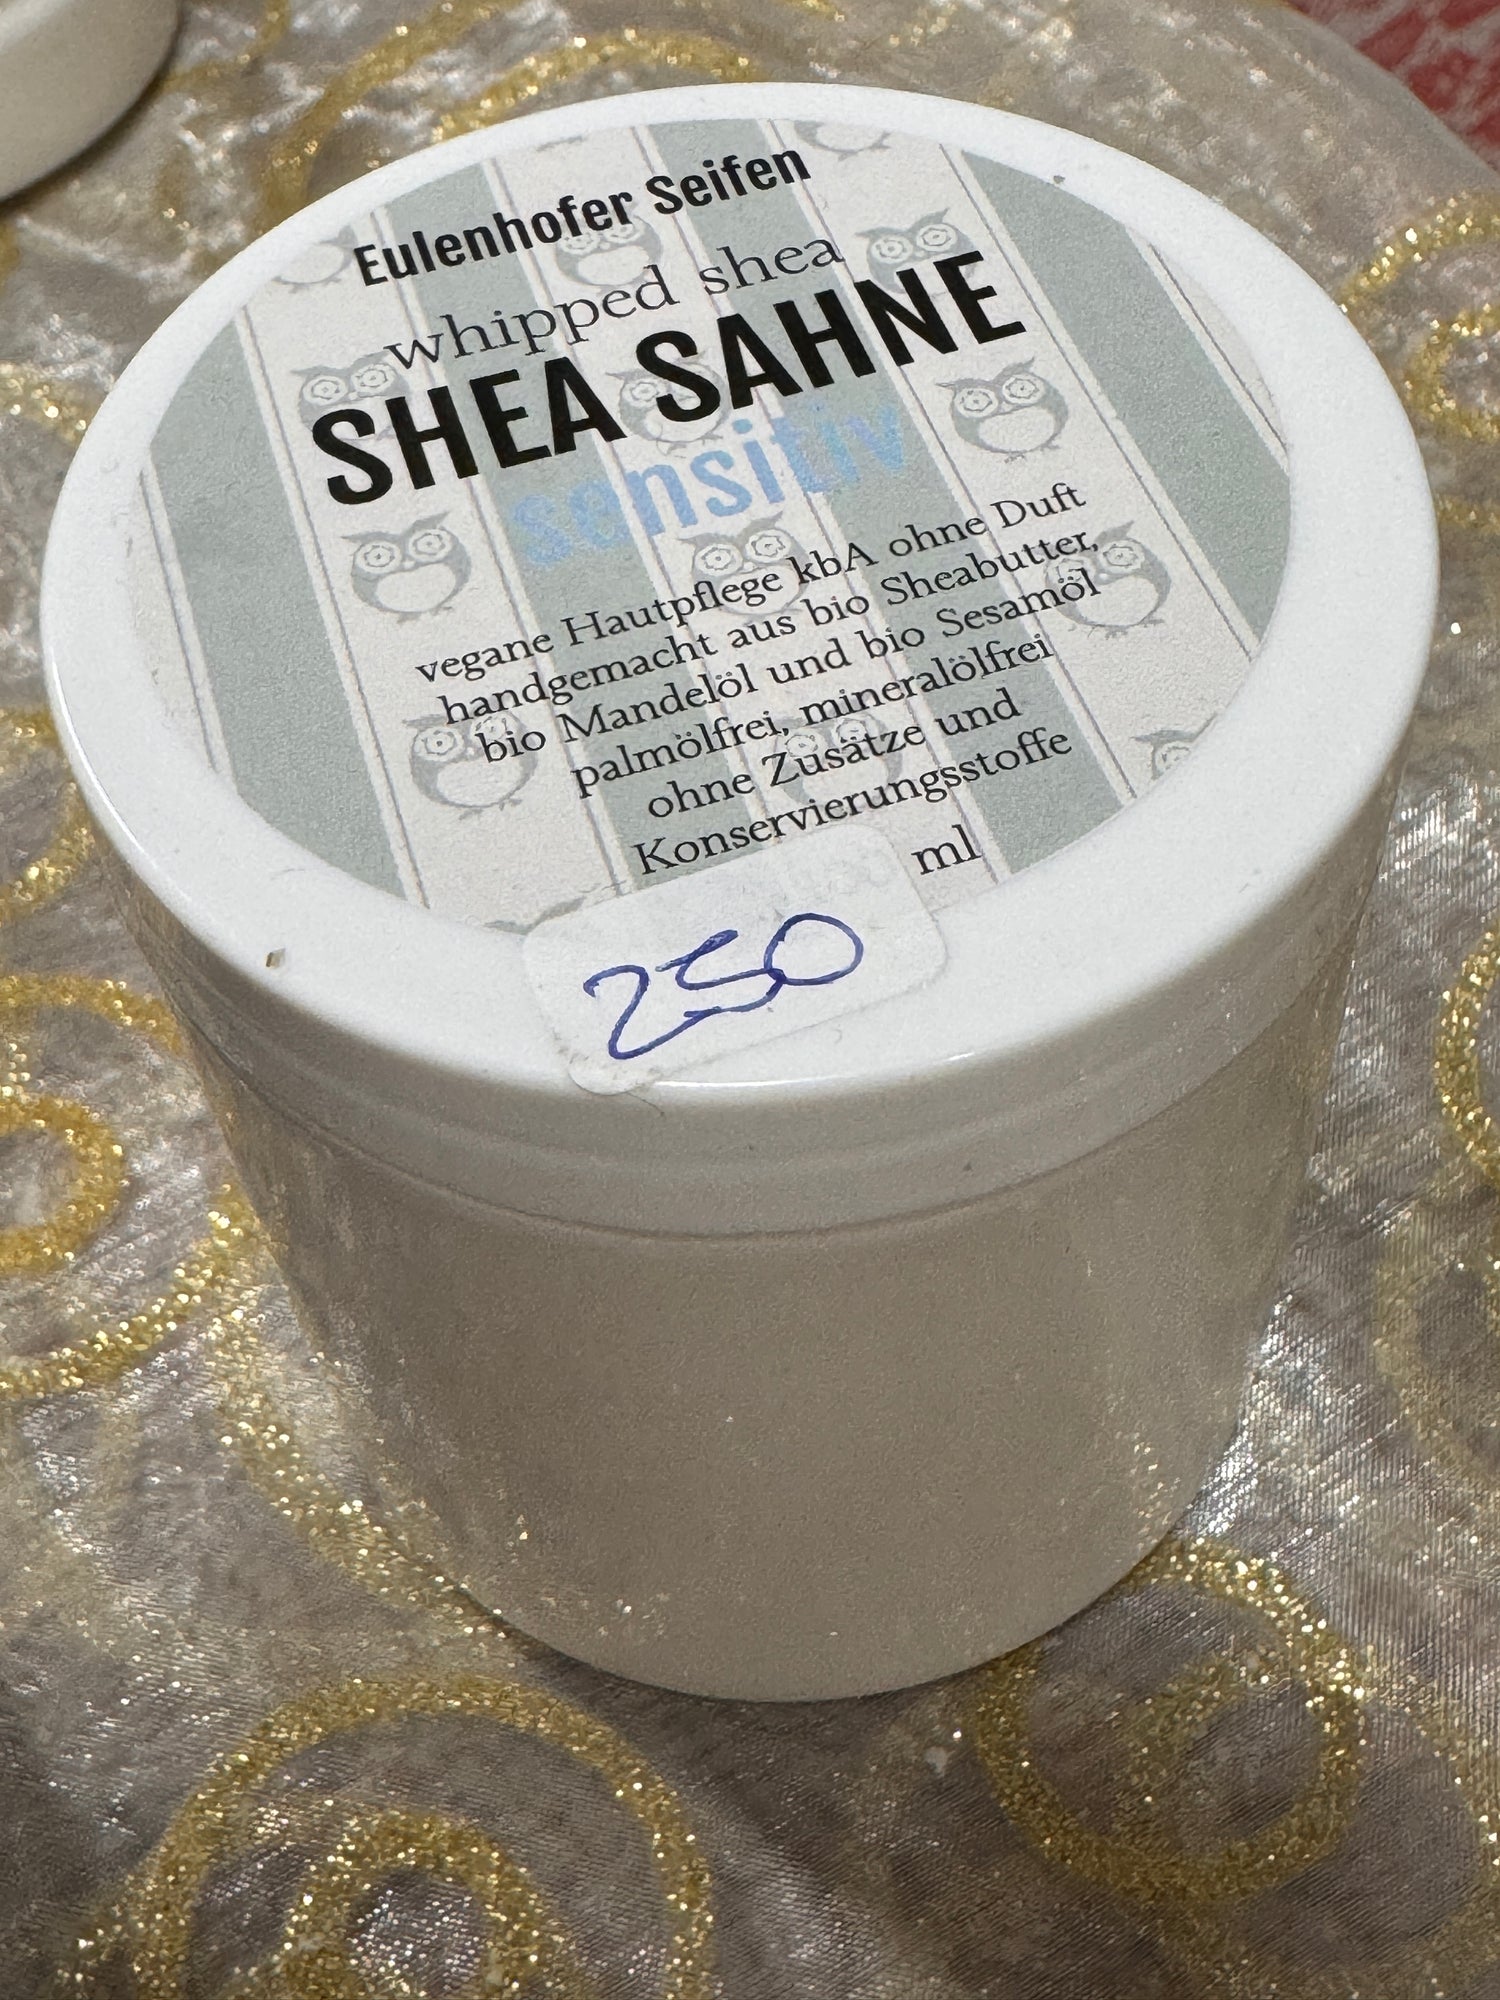 Eulenhofer Seifen
whipped shea
SHEA SAHNE
sensitiv
vegane Hautpflege kbA ohne Duft
handgemacht aus bio Sheabutter,
bio Mandelöl und bio Sesamöl
palmölfrei, mineralölfrei
ohne Zusätze und
Konservierungsstoffe
ml
250